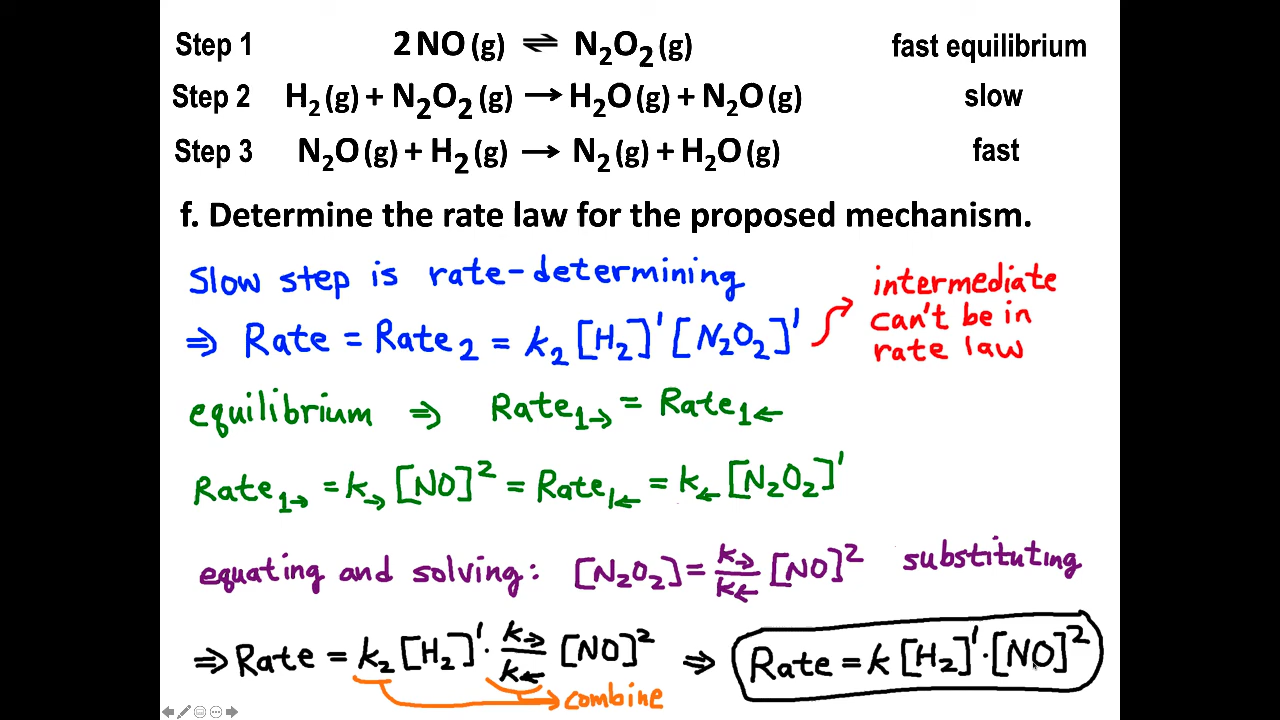 Step 1 2NO(g) ⇌ N₂O₂(g) fast equilibrium
Step 2 H₂(g) + N₂O₂(g) → H₂O(g) + N₂O(g) slow
Step 3 N₂O(g) + H₂(g) → N₂(g) + H₂O(g) fast
f. Determine the rate law for the proposed mechanism.
Slow step is rate-determining
⇒ Rate = Rate₂ = k₂[H₂]¹[N₂O₂]¹
intermediate
can't be in
rate law
equilibrium ⇒ Rate₁→ = Rate₁←
Rate₁→ = k→[NO]² = Rate₁← = k←[N₂O₂]¹
equating and solving: [N₂O₂] = k→/k← [NO]² substituting
⇒ Rate = k₂[H₂]¹ · k→/k← [NO]² ⇒ Rate = k[H₂]¹·[NO]²
combine